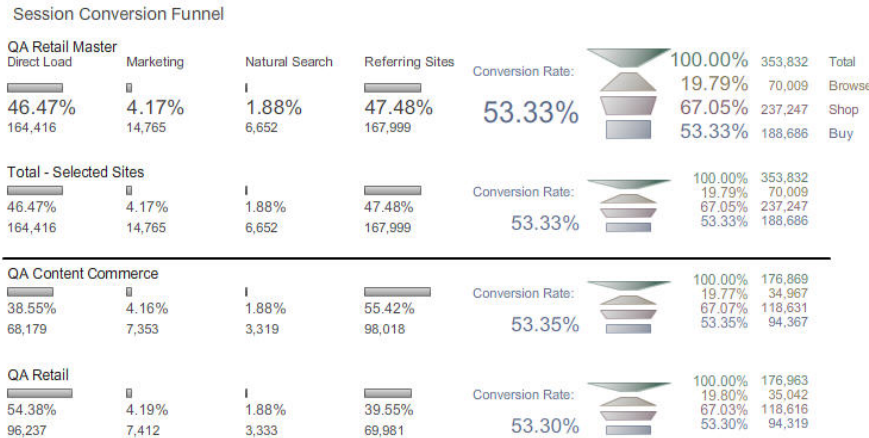 Session Conversion Funnel
QA Retail Master
Direct Load Marketing Natural Search Referring Sites
Conversion Rate:
46.47% 4.17% 1.88% 47.48%
164,416 14,765 6,652 167,999
53.33%
100.00% 353,832 Total
19.79% 70,009 Browse
67.05% 237,247 Shop
53.33% 188,686 Buy
Total - Selected Sites
46.47% 4.17% 1.88% 47.48%
164,416 14,765 6,652 167,999
Conversion Rate:
53.33%
100.00% 353,832
19.79% 70,009
67.05% 237,247
53.33% 188,686
QA Content Commerce
38.55% 4.16% 1.88% 55.42%
68,179 7,353 3,319 98,018
Conversion Rate:
53.35%
100.00% 176,869
19.77% 34,967
67.07% 118,631
53.35% 94,367
QA Retail
54.38% 4.19% 1.88% 39.55%
96,237 7,412 3,333 69,981
Conversion Rate:
53.30%
100.00% 176,963
19.80% 35,042
67.03% 118,616
53.30% 94,319